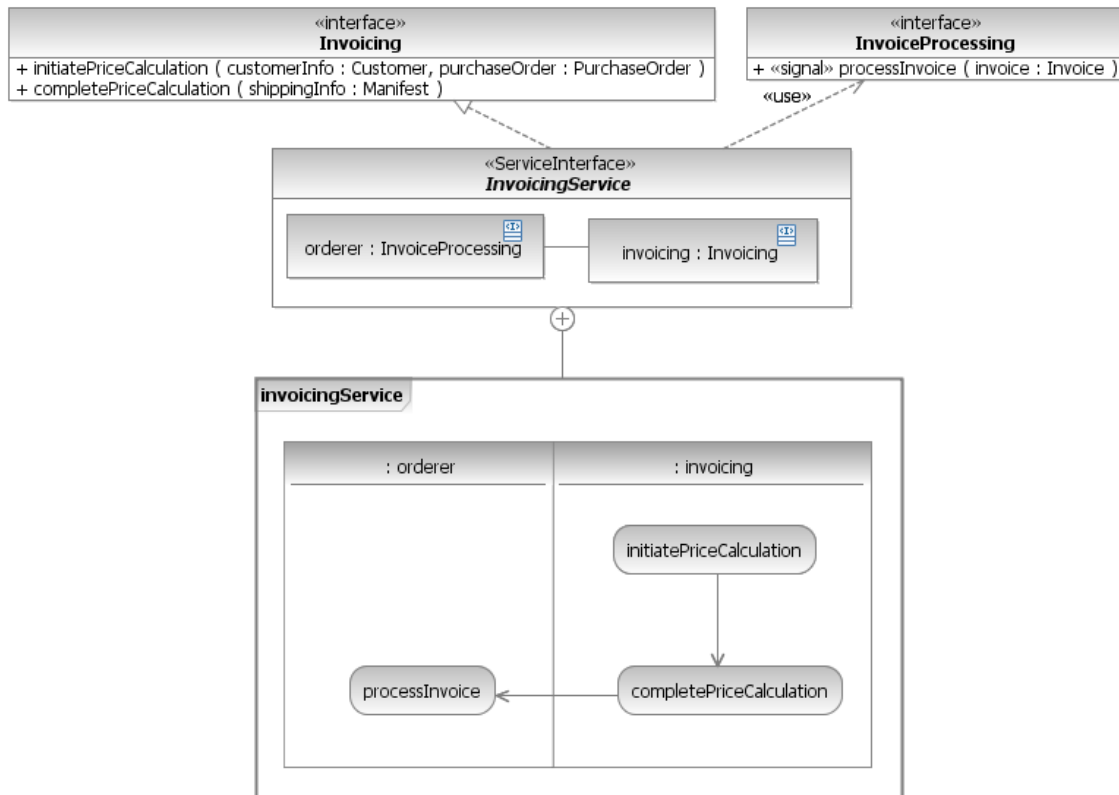 «interface»
Invoicing
+ initiatePriceCalculation ( customerInfo : Customer, purchaseOrder : PurchaseOrder )
+ completePriceCalculation ( shippingInfo : Manifest )
«interface»
InvoiceProcessing
+ «signal» processInvoice ( invoice : Invoice )
«use»
«ServiceInterface»
InvoicingService
orderer : InvoiceProcessing
invoicing : Invoicing
invoicingService
: orderer
: invoicing
initiatePriceCalculation
processInvoice
completePriceCalculation